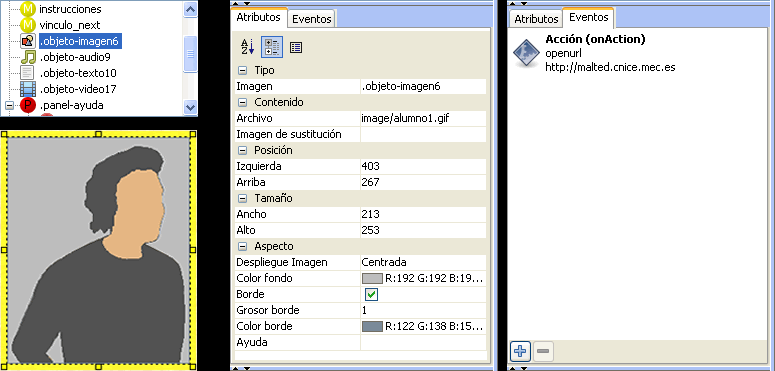 instrucciones
vinculo_next
.objeto-imagen6
.objeto-audio9
.objeto-texto10
.objeto-video17
.panel-ayuda
Atributos Eventos
Tipo
Imagen .objeto-imagen6
Contenido
Archivo image/alumno1.gif
Imagen de sustitución
Posición
Izquierda 403
Arriba 267
Tamaño
Ancho 213
Alto 253
Aspecto
Despliegue Imagen Centrada
Color fondo R:192 G:192 B:19...
Borde
Grosor borde 1
Color borde R:122 G:138 B:15...
Ayuda
Atributos Eventos
Acción (onAction)
openurl
http://malted.cnice.mec.es